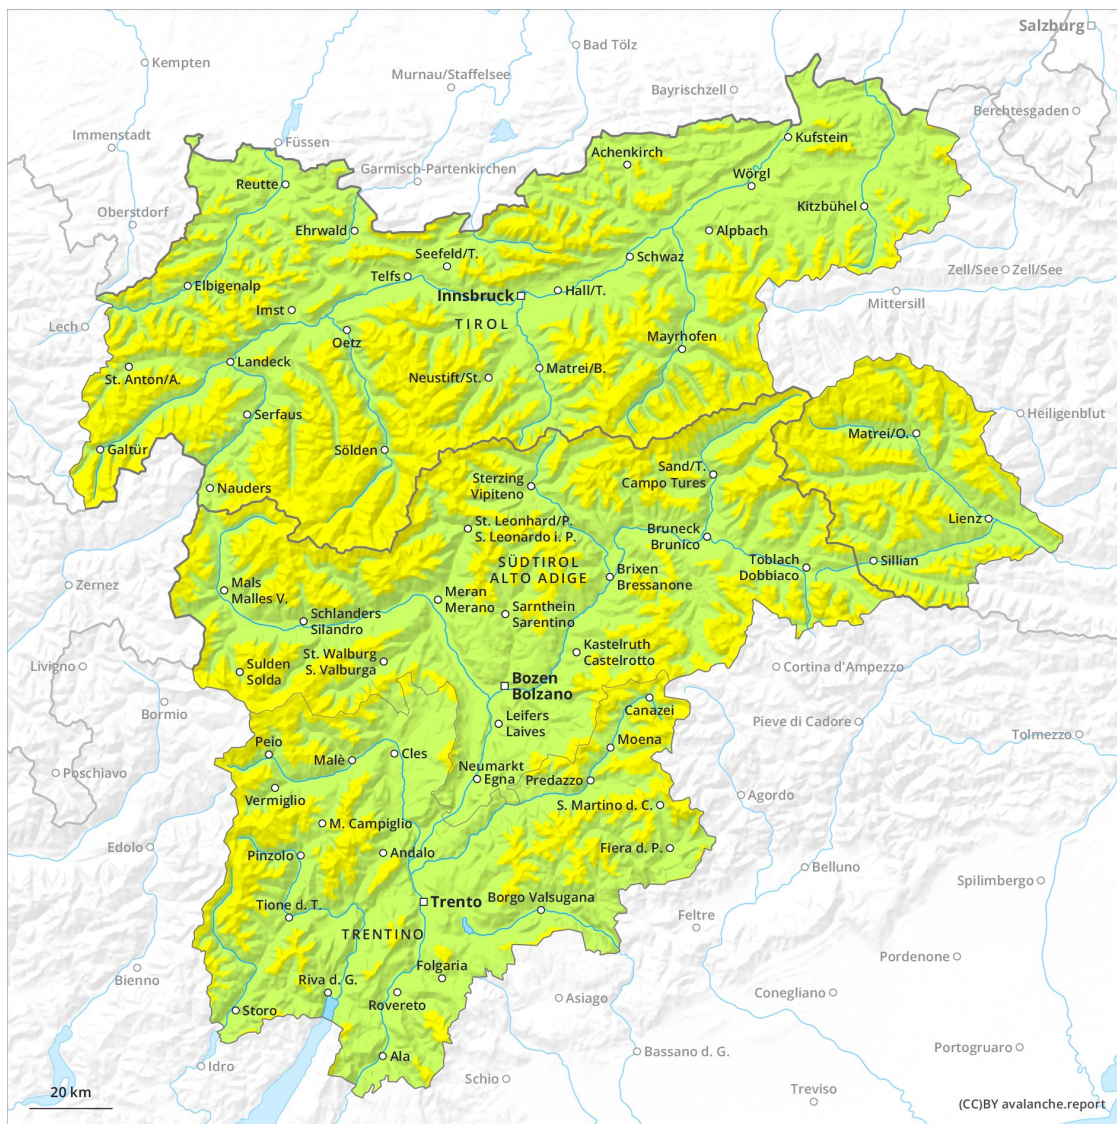 Salzburg
Bad Tölz
Kempten
Murnau/Staffelsee
Bayrischzell
Berchtesgaden
Immenstadt
Füssen
Kufstein
Achenkirch
Garmisch-Partenkirchen
Wörgl
Reutte
Kitzbühel
Oberstdorf
Ehrwald
Alpbach
Seefeld/T.
Schwaz
Telfs
Zell/See
Zell/See
Elbigenalp
Innsbruck
Hall/T.
Mittersill
Imst
TIROL
Lech
Oetz
Mayrhofen
Landeck
Matrei/B.
St. Anton/A.
Neustift/St.
Serfaus
Heiligenblut
Matrei/O.
Galtür
Sölden
Sand/T.
Campo Tures
Sterzing
Vipiteno
Nauders
Lienz
St. Leonhard/P.
S. Leonardo i. P.
Bruneck
Brunico
SÜDTIROL
ALTO ADIGE
Toblach
Dobbiaco
Sillian
Brixen
Bressanone
Zernez
Mals
Malles V.
Meran
Merano
Sarnthein
Sarentino
Schlanders
Silandro
Kastelruth
Castelrotto
St. Walburg
S. Valburga
Livigno
Sulden
Solda
Cortina d'Ampezzo
Bozen
Bolzano
Canazei
Bormio
Leifers
Laives
Pieve di Cadore
Tolmezzo
Peio
Moena
Malè
Cles
Poschiavo
Neumarkt
Egna
Predazzo
Vermiglio
Agordo
S. Martino d. C.
M. Campiglio
Edolo
Pinzolo
Andalo
Fiera d. P.
Belluno
Spilimbergo
Tione d. T.
Trento
Borgo Valsugana
Feltre
TRENTINO
Pordenone
Bienno
Folgaria
Riva d. G.
Conegliano
Asiago
Rovereto
Storo
Portogruaro
Ala
Bassano d. G.
Idro
Schio
Treviso
20 km
(CC)BY avalanche.report